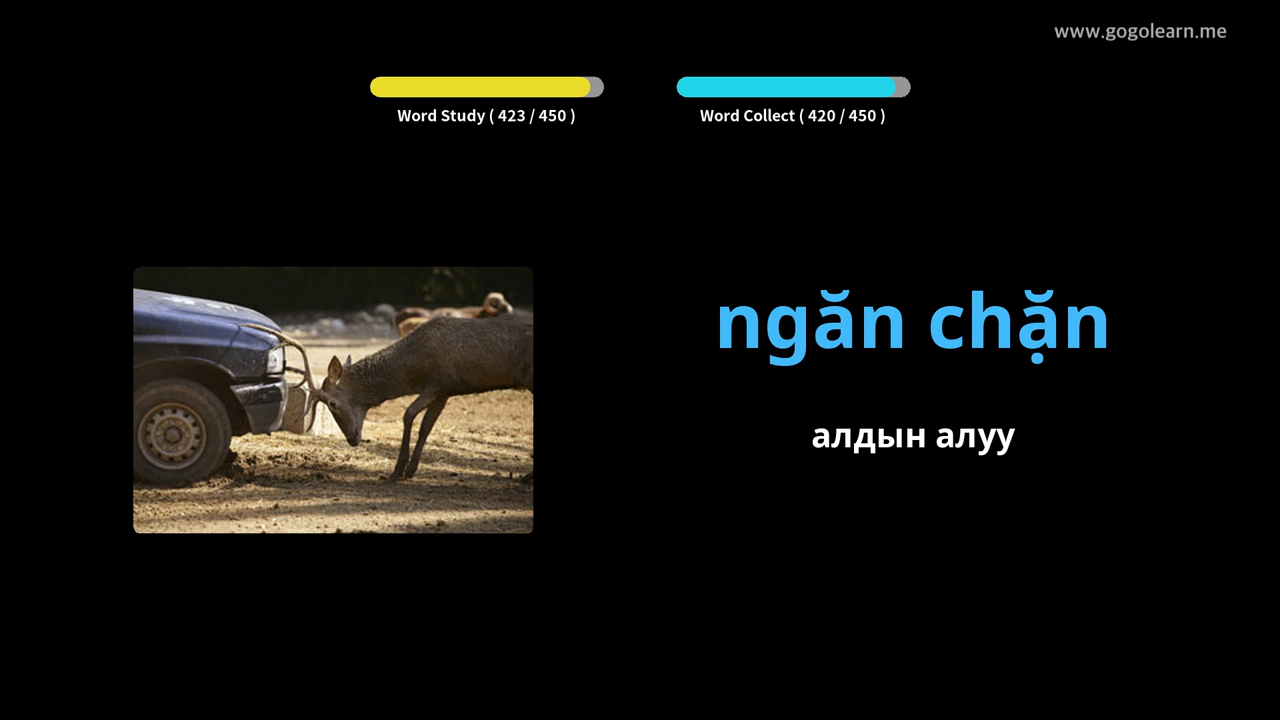 www.gogolearn.me
Word Study ( 423 / 450 )
Word Collect ( 420 / 450 )
ngăn chặn
алдын алуу